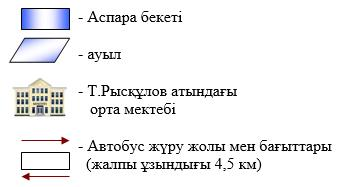 - Аспара бекеті
- ауыл
- Т.Рысқұлов атындағы
орта мектебі
- Автобус жүру жолы мен бағыттары
(жалпы ұзындығы 4,5 км)